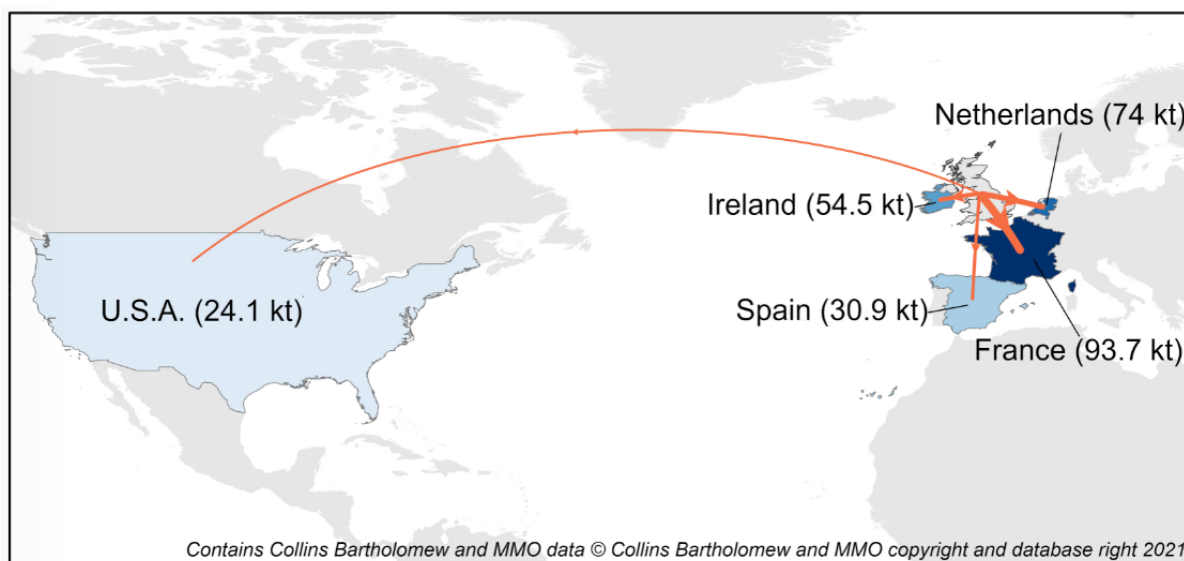 Netherlands (74 kt)
Ireland (54.5 kt)
U.S.A. (24.1 kt)
Spain (30.9 kt)
France (93.7 kt)
Contains Collins Bartholomew and MMO data © Collins Bartholomew and MMO copyright and database right 2021